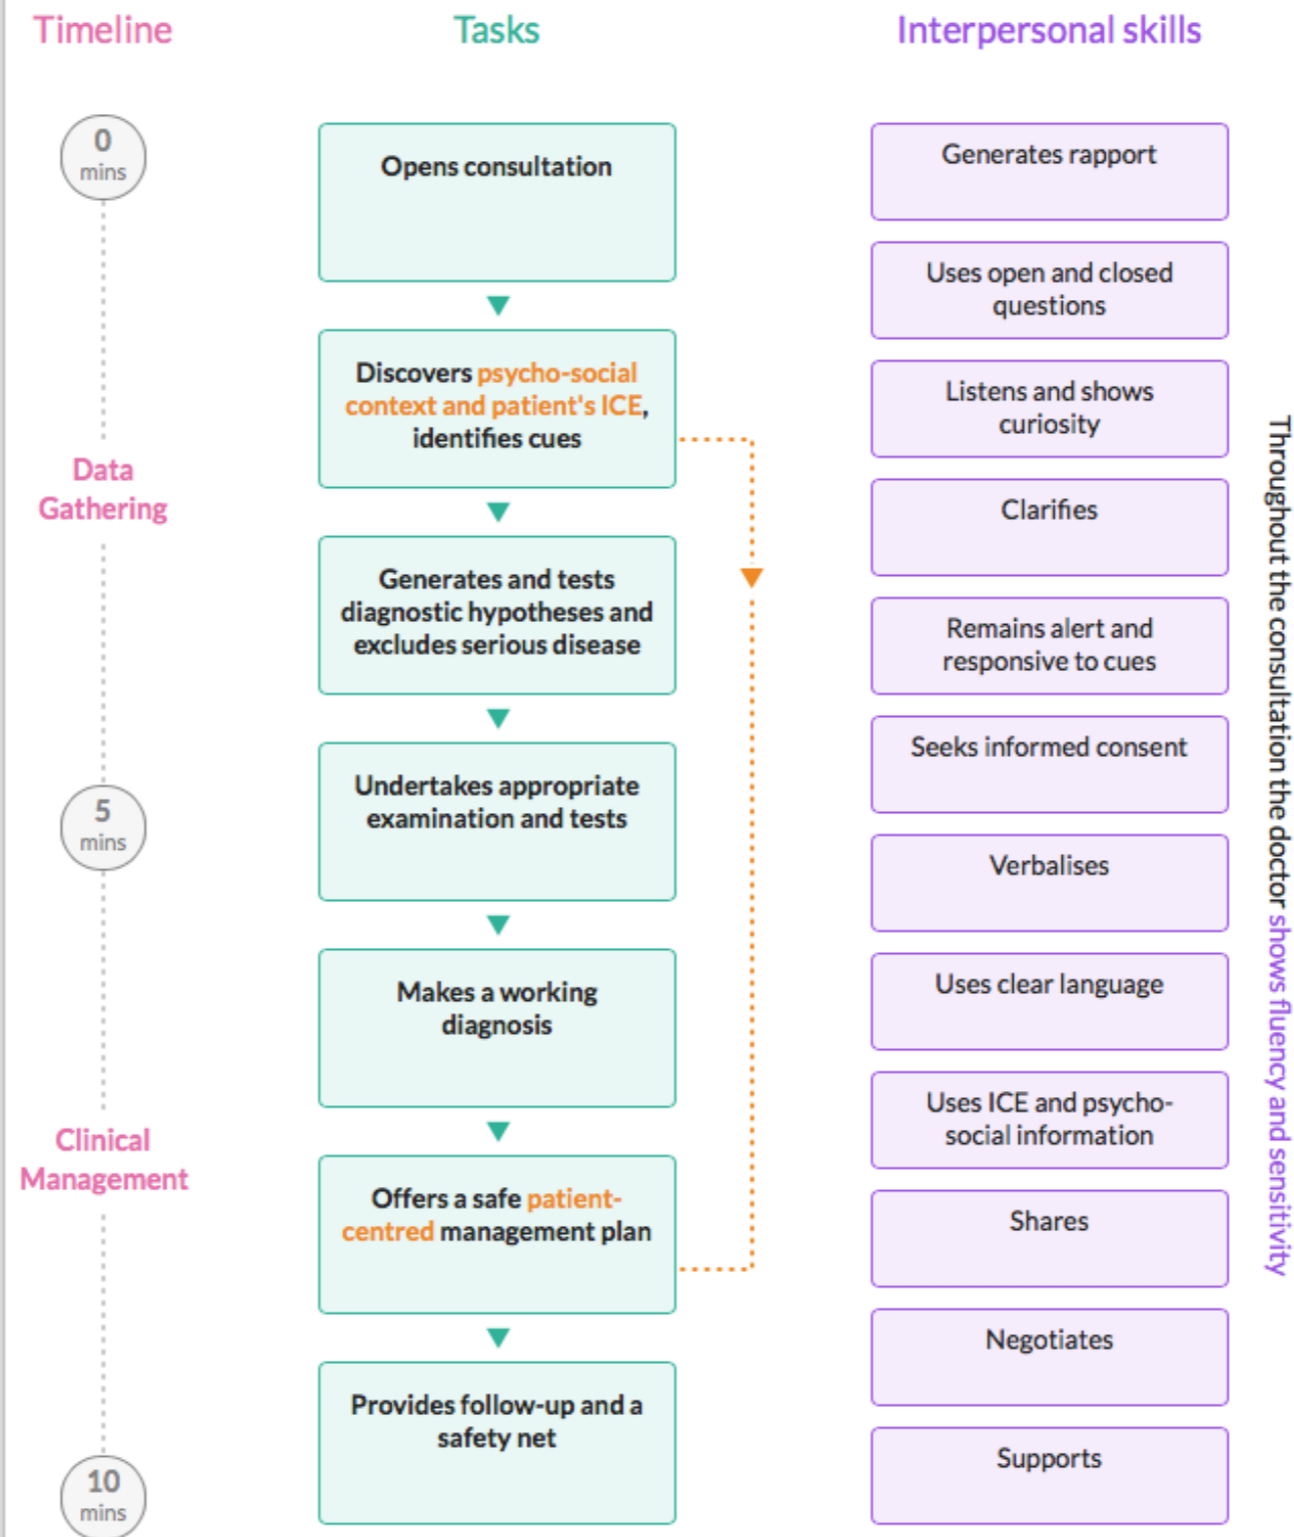 Timeline
Tasks
Interpersonal skills
0
mins
Data
Gathering
5
mins
Clinical
Management
10
mins
Opens consultation
Discovers psycho-social
context and patient's ICE,
identifies cues
Generates and tests
diagnostic hypotheses and
excludes serious disease
Undertakes appropriate
examination and tests
Makes a working
diagnosis
Offers a safe patient-
centred management plan
Provides follow-up and a
safety net
Generates rapport
Uses open and closed
questions
Listens and shows
curiosity
Clarifies
Remains alert and
responsive to cues
Seeks informed consent
Verbalises
Uses clear language
Uses ICE and psycho-
social information
Shares
Negotiates
Supports
Throughout the consultation the doctor shows fluency and sensitivity